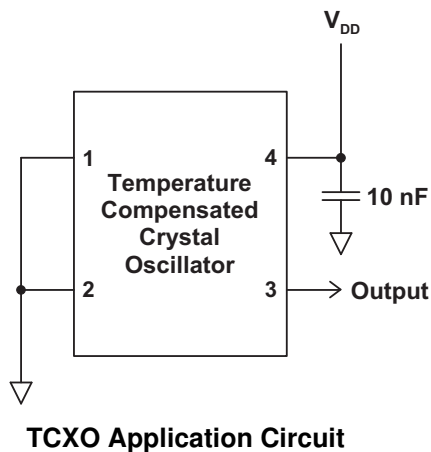 V_DD
1
4
Temperature
Compensated
Crystal
Oscillator
10 nF
2
3
Output
TCXO Application Circuit